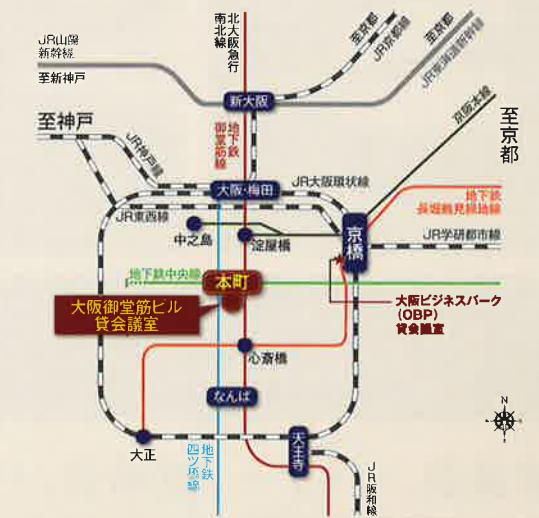 北大阪急行
南北線
至京都
JR京都線
至京都
JR東海道新幹線
JR山陽
新幹線
至新神戸
新大阪
京阪本線
至京都
至神戸
JR神戸線
地下鉄
御堂筋線
大阪・梅田
JR大阪環状線
地下鉄
長堀鶴見緑地線
JR東西線
中之島
淀屋橋
京橋
JR学研都市線
地下鉄中央線
本町
大阪御堂筋ビル
貸会議室
大阪ビジネスパーク
(OBP)
貸会議室
心斎橋
なんば
N
大正
地下鉄
四ツ橋線
天王寺
JR阪和線